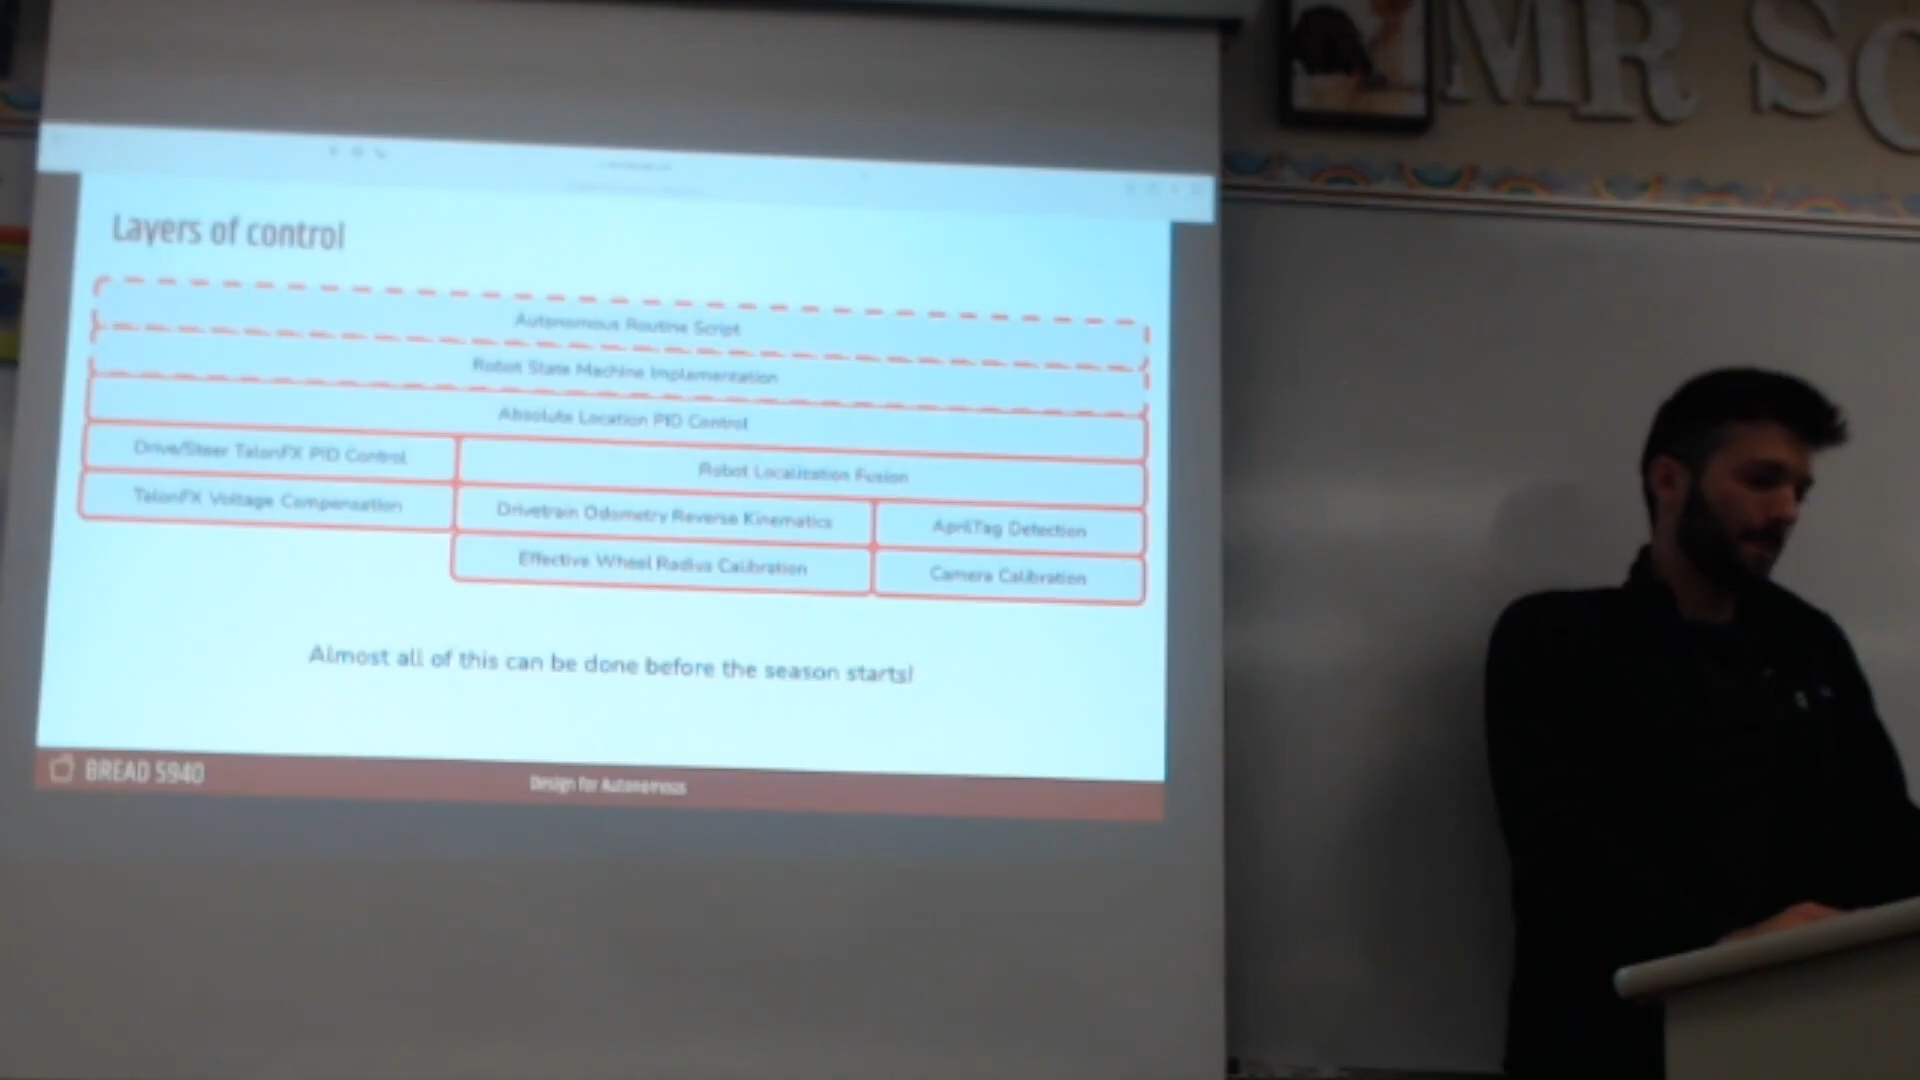 MR SC
Layers of control
Autonomous Routine Script
Robot State Machine Implementation
Absolute Location PID Control
Drive/Steer TalonFX PID Control
Robot Localization Fusion
TalonFX Voltage Compensation
Drivetrain Odometry Reverse Kinematics
AprilTag Detection
Effective Wheel Radius Calibration
Camera Calibration
Almost all of this can be done before the season starts!
BREAD 5940
Design for Autonomous